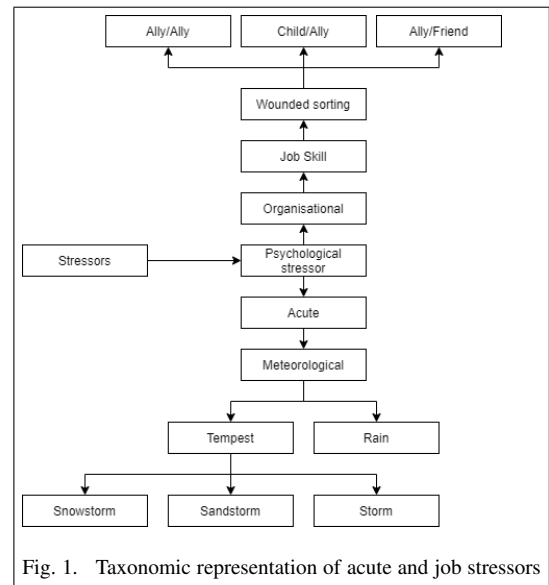 Ally/Ally
Child/Ally
Ally/Friend
Wounded sorting
Job Skill
Organisational
Stressors
Psychological
stressor
Acute
Meteorological
Tempest
Rain
Snowstorm
Sandstorm
Storm
Fig. 1. Taxonomic representation of acute and job stressors